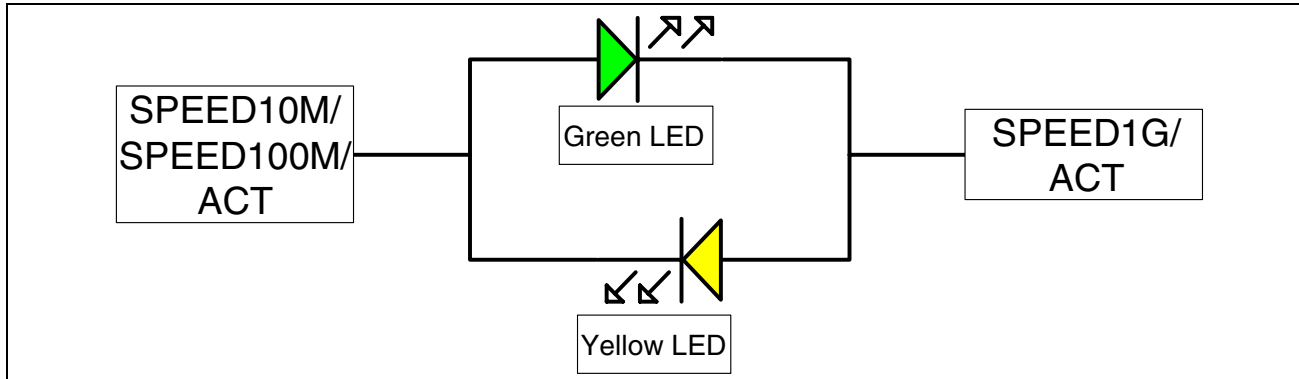 SPEED10M/
SPEED100M/
ACT
Green LED
SPEED1G/
ACT
Yellow LED